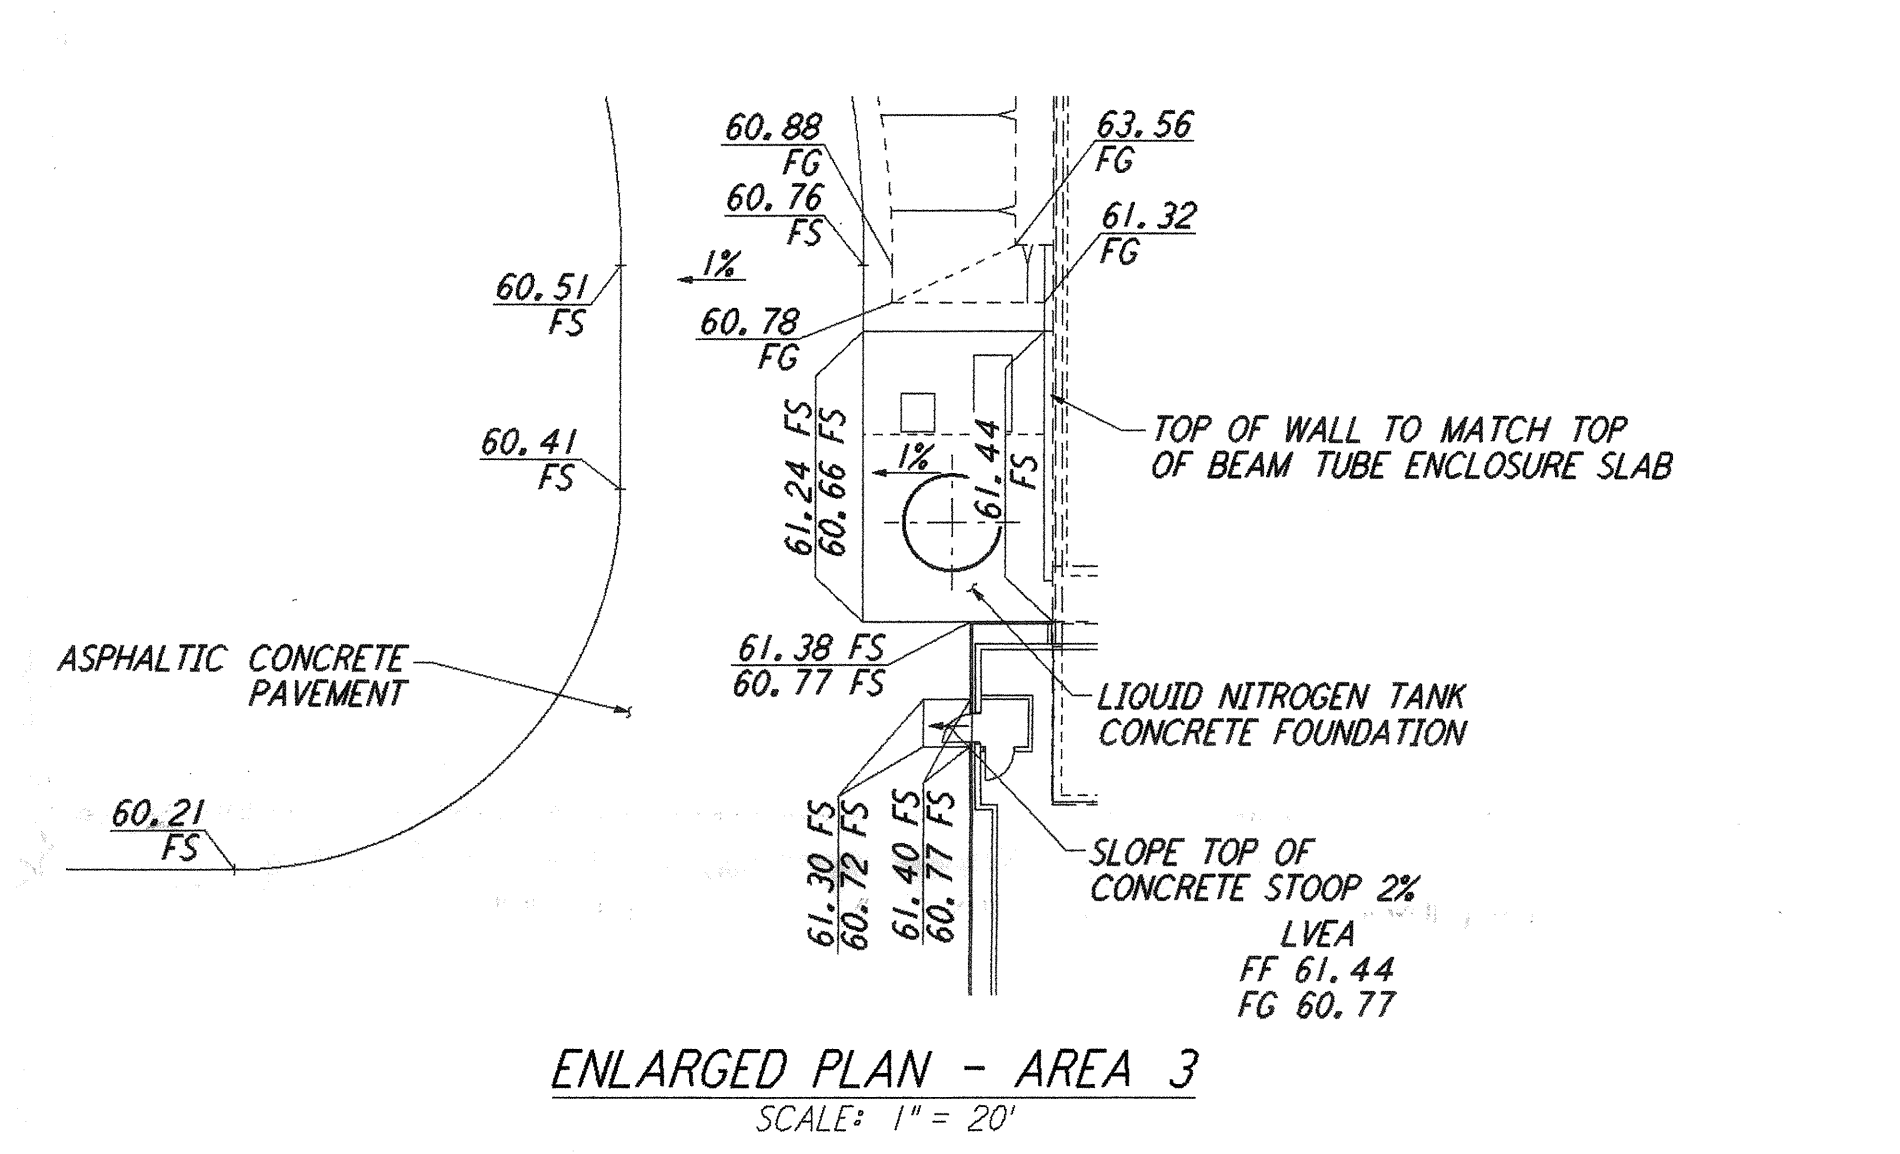 60.88
FG
60.76
FS
1%
60.51
FS
60.78
FG
63.56
FG
61.32
FG
61.24 FS
60.66 FS
1%
61.44
FS
60.41
FS
TOP OF WALL TO MATCH TOP
OF BEAM TUBE ENCLOSURE SLAB
ASPHALTIC CONCRETE
PAVEMENT
61.38 FS
60.77 FS
LIQUID NITROGEN TANK
CONCRETE FOUNDATION
60.21
FS
61.30 FS
60.72 FS
61.40 FS
60.77 FS
SLOPE TOP OF
CONCRETE STOOP 2%
LVEA
FF 61.44
FG 60.77
ENLARGED PLAN - AREA 3
SCALE: 1" = 20'